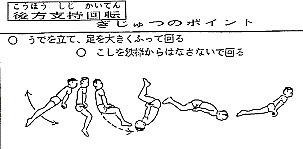 こうほう しじ かいてん
後方支持回転
ぎじゅつのポイント
○ うでを立て、足を大きくふって回る
○ こしを鉄棒からはなさないで回る